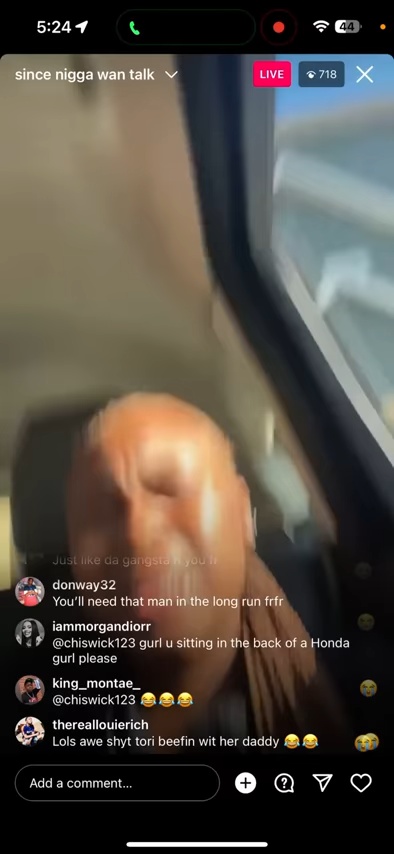 5:24
44
since nigga wan talk
LIVE
718
Just like da gangsta
donway32
You'll need that man in the long run frfr
iammorgandiorr
@chiswick123 gurl u sitting in the back of a Honda
gurl please
king_montae_
@chiswick123 😂😂😂
thereallouierich
Lols awe shyt tori beefin wit her daddy 😂😂
Add a comment...